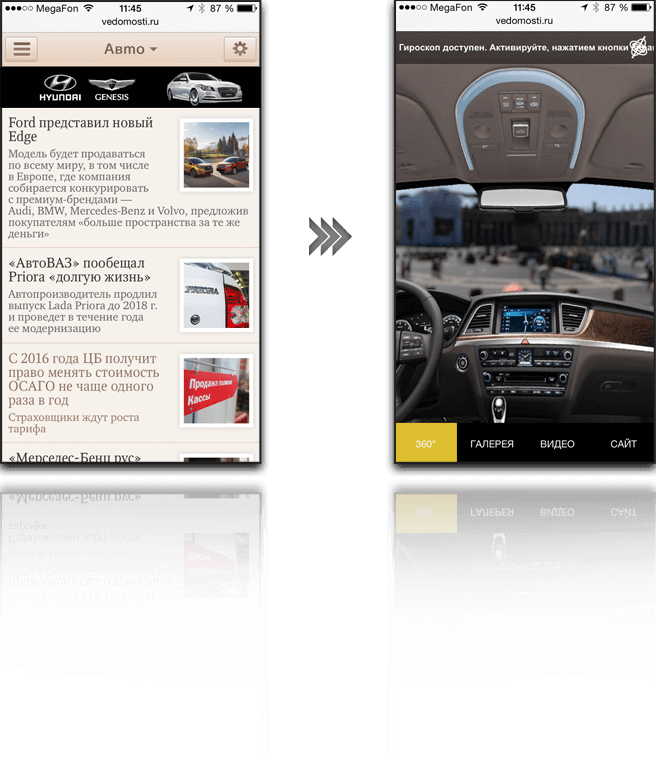 ●●●○○ MegaFon 11:45 87 %
vedomosti.ru
Авто
HYUNDAI GENESIS
Ford представил новый
Edge
Модель будет продаваться
по всему миру, в том числе
в Европе, где компания
собирается конкурировать
с премиум-брендами —
Audi, BMW, Mercedes-Benz и Volvo, предложив
покупателям «больше пространства за те же
деньги»
«АвтоВАЗ» пообещал
Priora «долгую жизнь»
Автопроизводитель продлил
выпуск Lada Priora до 2018 г.
и проведет в течение года
ее модернизацию
PRIORA
С 2016 года ЦБ получит
право менять стоимость
ОСАГО не чаще одного
раза в год
Страховщики ждут роста
тарифа
Продажа полисов
Кассы
«Мерседес-Бенц рус»
●●●○○ MegaFon 11:45 87 %
vedomosti.ru
Гироскоп доступен. Активируйте, нажатием кнопки
360° ГАЛЕРЕЯ ВИДЕО САЙТ